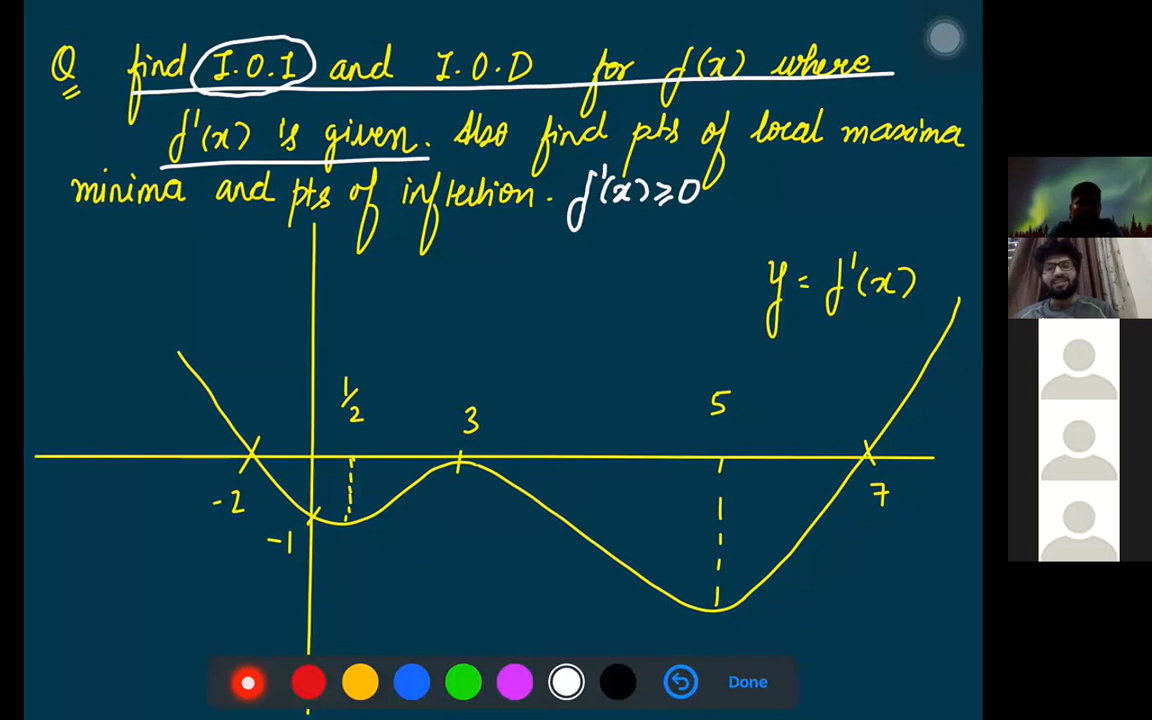 Q find I.O.I and I.O.D for f(x) where
f'(x) is given. Also find pts of local maxima
minima and pts of inflection. f'(x) ≥ 0
y = f'(x)
1/2
3
5
-2
7
-1
Done